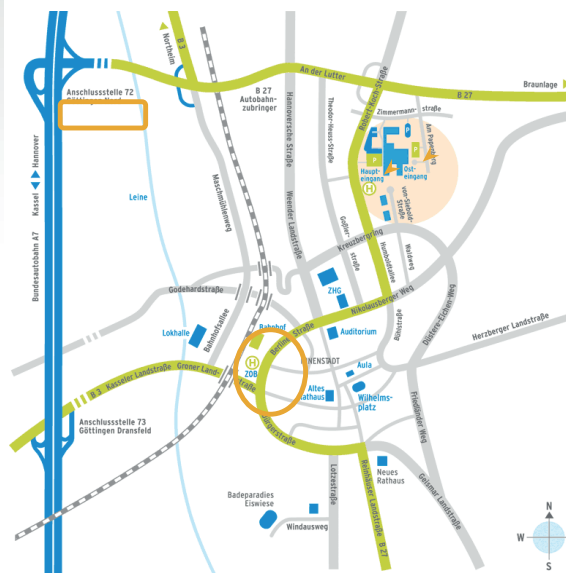 Northeim
B 3
An der Lutter
Braunlage
B 27
B 27
Autobahn-
zubringer
Anschlussstelle 72
Kassel
Hannover
Bundesautobahn A7
Leine
Maschmühlenweg
Hannoversche Straße
Weender Landstraße
Theodor-Heuss-Straße
Robert-Koch-Straße
Zimmermann-
straße
Am Papenberg
P
P
Haupt-
eingang
Ost-
eingang
H
von-Siebold-
Straße
Goßler-
straße
Kreuzbergring
Humboldtallee
Waldweg
Godehardstraße
ZHG
Nikolausberger Weg
Düstere-Eichen-Weg
Herzberger Landstraße
Lokhalle
Bahnhofsallee
Bahnhof
Berliner Straße
Auditorium
H
ZOB
Aula
Altes
Rathaus
Wilhelms-
platz
B 3 Kasseler Landstraße
Groner Land-
straße
Anschlussstelle 73
Göttingen Dransfeld
Friedländer Weg
Neues
Rathaus
Geismar Landstraße
Reinhäuser Landstraße
B 27
Lotzestraße
Badeparadies
Eiswiese
Windausweg
N
W
S